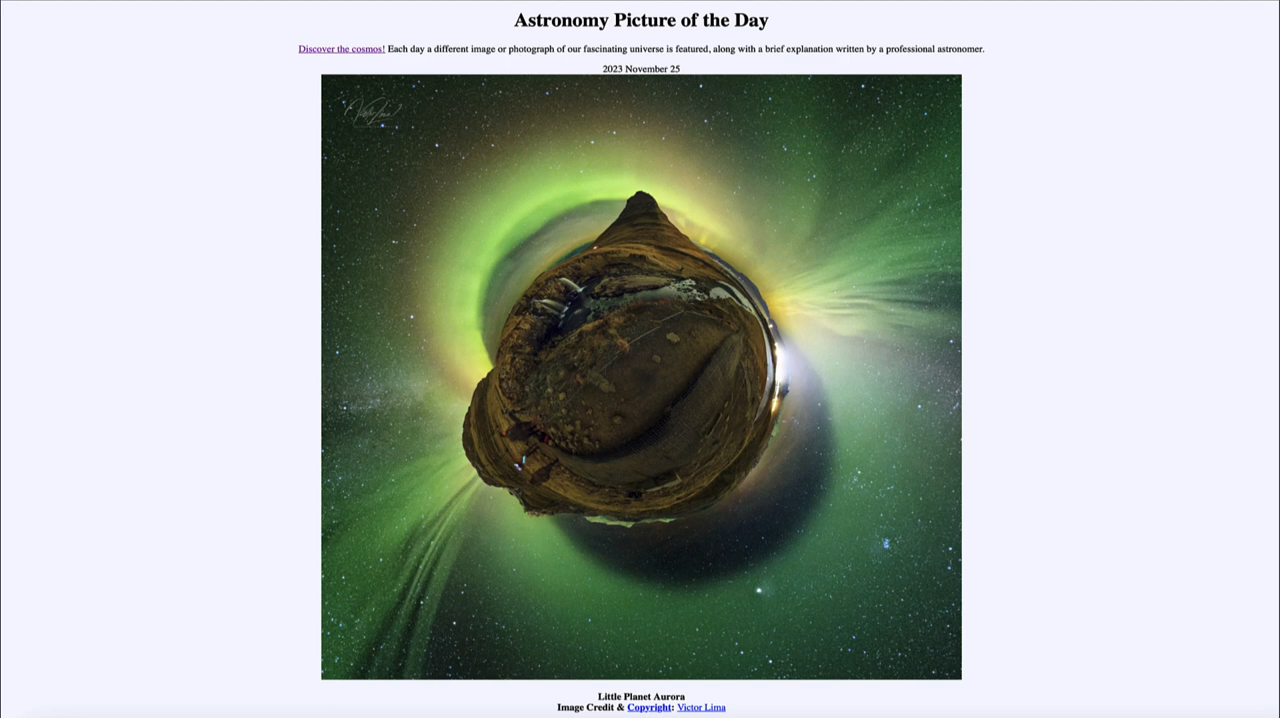 Astronomy Picture of the Day
Discover the cosmos! Each day a different image or photograph of our fascinating universe is featured, along with a brief explanation written by a professional astronomer.
2023 November 25
Little Planet Aurora
Image Credit & Copyright: Victor Lima